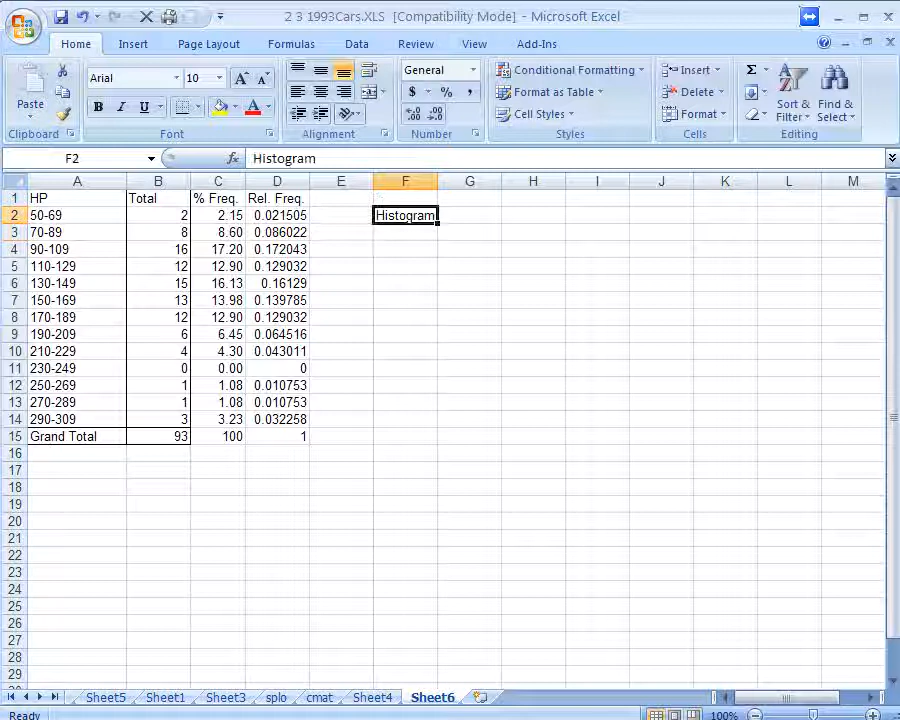 2 3 1993Cars.XLS [Compatibility Mode] - Microsoft Excel
Home Insert Page Layout Formulas Data Review View Add-Ins
Arial 10 General Conditional Formatting Insert
Paste Format as Table Delete Sort & Find &
Cell Styles Format Filter Select
Clipboard Font Alignment Number Styles Cells Editing
F2 fx Histogram
A B C D E F G H I J K L M
1 HP Total % Freq. Rel. Freq.
2 50-69 2 2.15 0.021505 Histogram
3 70-89 8 8.60 0.086022
4 90-109 16 17.20 0.172043
5 110-129 12 12.90 0.129032
6 130-149 15 16.13 0.16129
7 150-169 13 13.98 0.139785
8 170-189 12 12.90 0.129032
9 190-209 6 6.45 0.064516
10 210-229 4 4.30 0.043011
11 230-249 0 0.00 0
12 250-269 1 1.08 0.010753
13 270-289 1 1.08 0.010753
14 290-309 3 3.23 0.032258
15 Grand Total 93 100 1
16
17
18
19
20
21
22
23
24
25
26
27
28
29
Sheet5 Sheet1 Sheet3 splo cmat Sheet4 Sheet6
Ready 100%